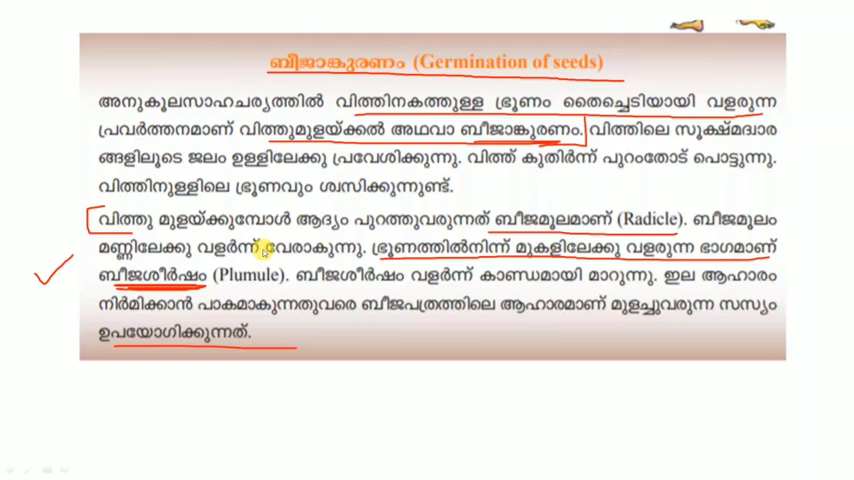 ബീജാങ്കുരണം (Germination of seeds)
അനുകൂലസാഹചര്യത്തിൽ വിത്തിനകത്തുള്ള ഭ്രൂണം തൈച്ചെടിയായി വളരുന്ന
പ്രവർത്തനമാണ് വിത്തുമുളയ്ക്കൽ അഥവാ ബീജാങ്കുരണം. വിത്തിലെ സൂക്ഷ്മദ്വാര
ങ്ങളിലൂടെ ജലം ഉള്ളിലേക്കു പ്രവേശിക്കുന്നു. വിത്ത് കുതിർന്ന് പുറംതോട് പൊട്ടുന്നു.
വിത്തിനുള്ളിലെ ഭ്രൂണവും ശ്വസിക്കുന്നുണ്ട്.
വിത്തു മുളയ്ക്കുമ്പോൾ ആദ്യം പുറത്തുവരുന്നത് ബീജമൂലമാണ് (Radicle). ബീജമൂലം
മണ്ണിലേക്കു വളർന്ന് വേരാകുന്നു. ഭ്രൂണത്തിൽനിന്ന് മുകളിലേക്കു വളരുന്ന ഭാഗമാണ്
ബീജശീർഷം (Plumule). ബീജശീർഷം വളർന്ന് കാണ്ഡമായി മാറുന്നു. ഇല ആഹാരം
നിർമിക്കാൻ പാകമാകുന്നതുവരെ ബീജപത്രത്തിലെ ആഹാരമാണ് മുളച്ചുവരുന്ന സസ്യം
ഉപയോഗിക്കുന്നത്.